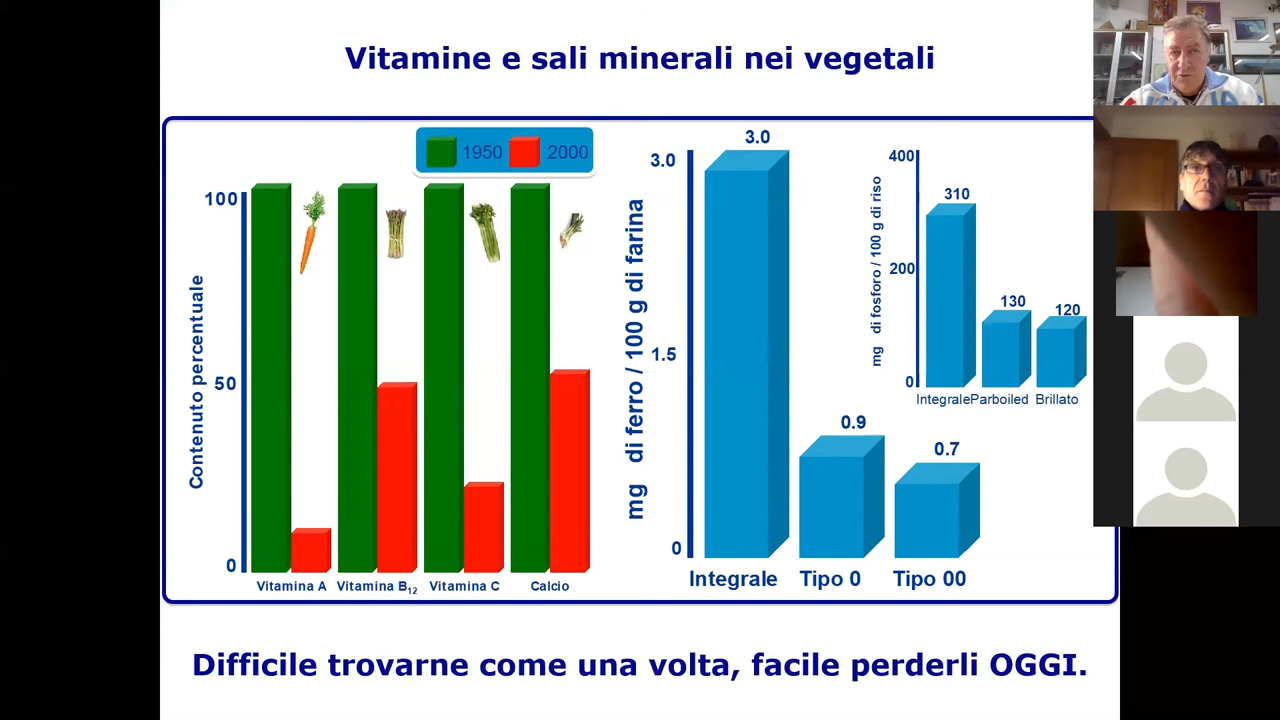 Vitamine e sali minerali nei vegetali
1950 2000
Contenuto percentuale
100
50
0
Vitamina A Vitamina B12 Vitamina C Calcio
mg di ferro / 100 g di farina
3.0
1.5
0
3.0
0.9
0.7
Integrale Tipo 0 Tipo 00
mg di fosforo / 100 g di riso
400
200
0
310
130
120
Integrale Parboiled Brillato
Difficile trovarne come una volta, facile perderli OGGI.